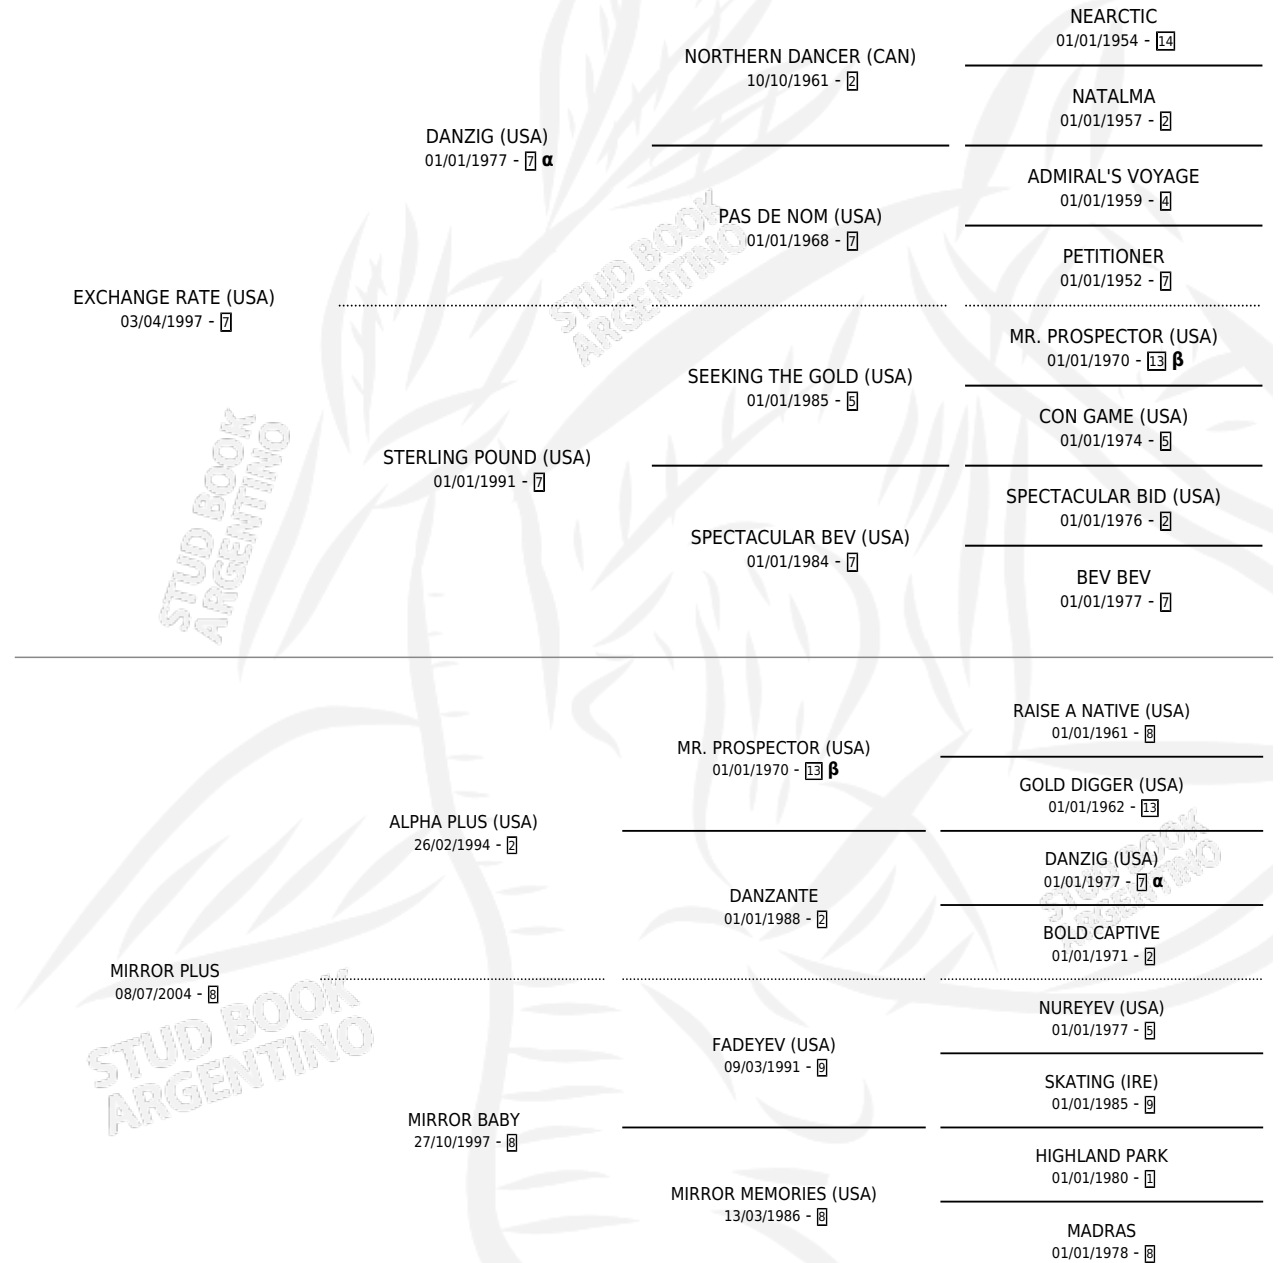 NEARCTIC
01/01/1954 - 14
NORTHERN DANCER (CAN)
10/10/1961 - 2
NATALMA
01/01/1957 - 2
DANZIG (USA)
01/01/1977 - 7 α
ADMIRAL'S VOYAGE
01/01/1959 - 4
PAS DE NOM (USA)
01/01/1968 - 7
PETITIONER
01/01/1952 - 7
EXCHANGE RATE (USA)
03/04/1997 - 7
MR. PROSPECTOR (USA)
01/01/1970 - 13 β
SEEKING THE GOLD (USA)
01/01/1985 - 5
CON GAME (USA)
01/01/1974 - 5
STERLING POUND (USA)
01/01/1991 - 7
SPECTACULAR BID (USA)
01/01/1976 - 2
SPECTACULAR BEV (USA)
01/01/1984 - 7
BEV BEV
01/01/1977 - 7
RAISE A NATIVE (USA)
01/01/1961 - 8
MR. PROSPECTOR (USA)
01/01/1970 - 13 β
GOLD DIGGER (USA)
01/01/1962 - 13
ALPHA PLUS (USA)
26/02/1994 - 2
DANZIG (USA)
01/01/1977 - 7 α
DANZANTE
01/01/1988 - 2
BOLD CAPTIVE
01/01/1971 - 2
MIRROR PLUS
08/07/2004 - 8
NUREYEV (USA)
01/01/1977 - 5
FADEYEV (USA)
09/03/1991 - 9
SKATING (IRE)
01/01/1985 - 9
MIRROR BABY
27/10/1997 - 8
HIGHLAND PARK
01/01/1980 - 1
MIRROR MEMORIES (USA)
13/03/1986 - 8
MADRAS
01/01/1978 - 8
STUD BOOK
ARGENTINO
STUD BOOK
ARGENTINO
STUD BOOK
ARGENTINO
STUD BOOK
ARGENTINO